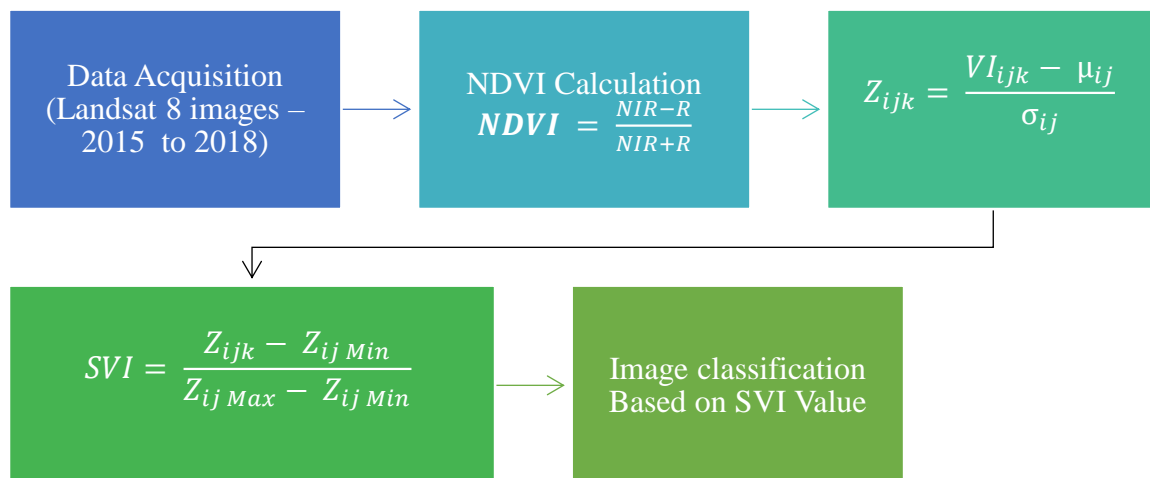 Data Acquisition
(Landsat 8 images –
2015 to 2018)
NDVI Calculation
NDVI = NIR−R / NIR+R
Z_ijk = VI_ijk − μ_ij / σ_ij
SVI = Z_ijk − Z_ij Min / Z_ij Max − Z_ij Min
Image classification
Based on SVI Value